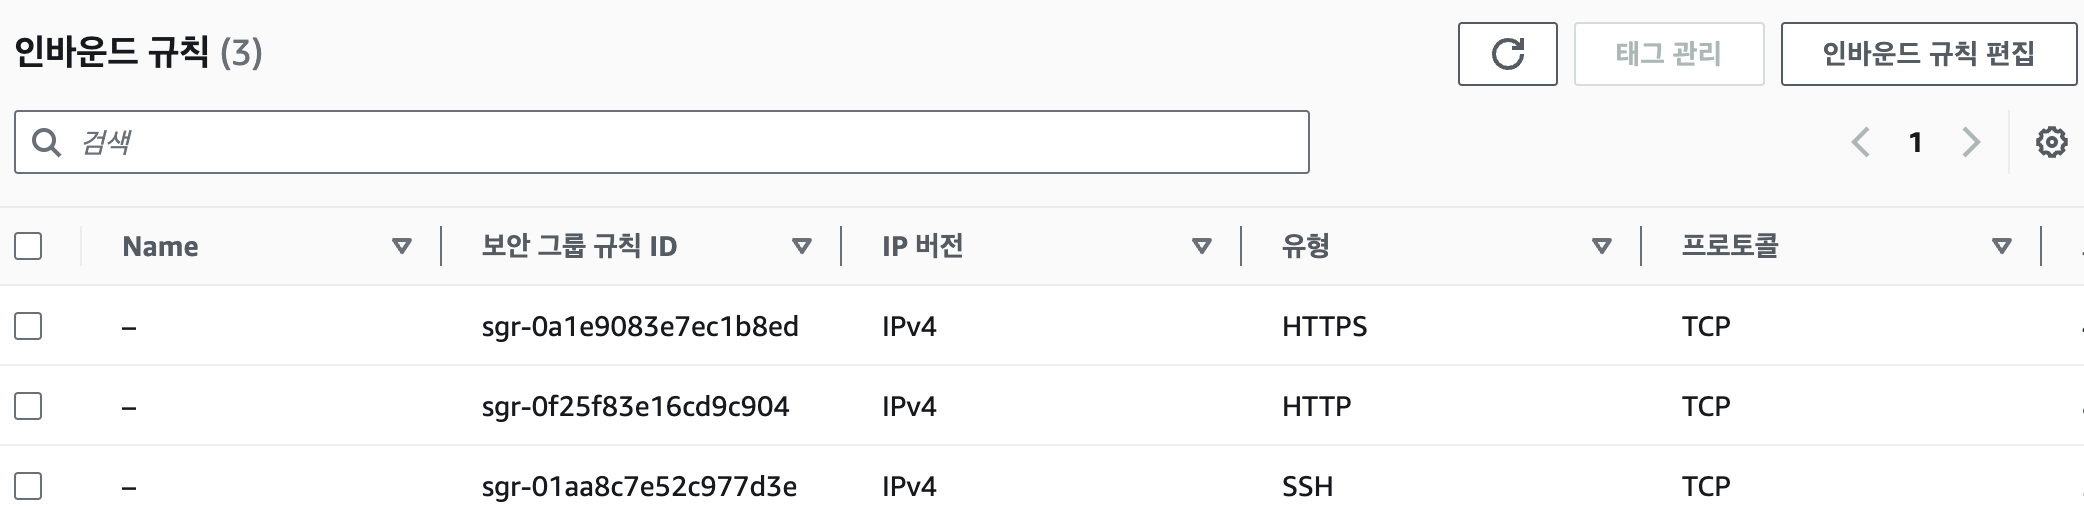 인바운드 규칙 (3)
태그 관리
인바운드 규칙 편집
검색
1
Name 보안 그룹 규칙 ID IP 버전 유형 프로토콜
– sgr-0a1e9083e7ec1b8ed IPv4 HTTPS TCP
– sgr-0f25f83e16cd9c904 IPv4 HTTP TCP
– sgr-01aa8c7e52c977d3e IPv4 SSH TCP